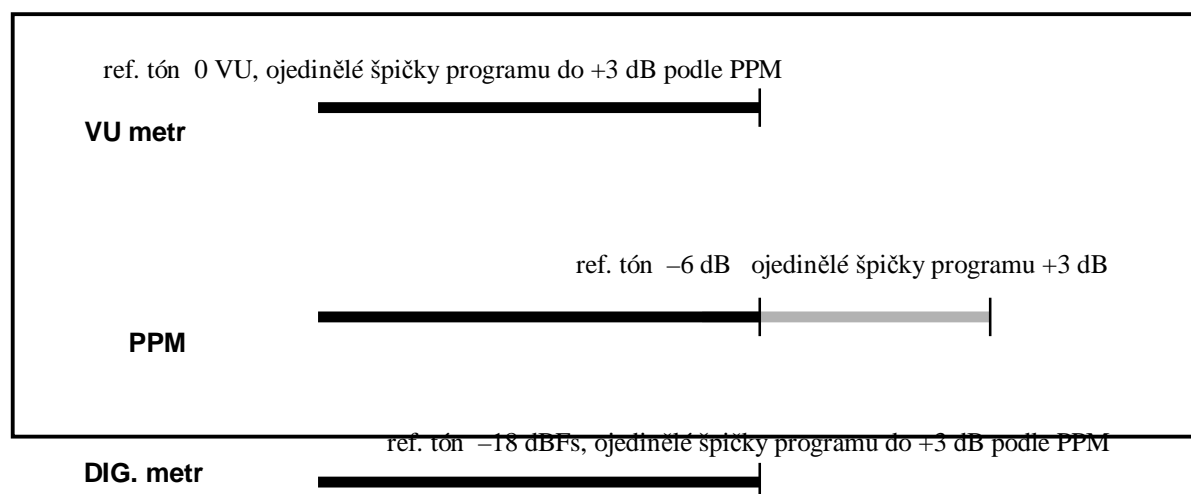 ref. tón  0 VU, ojedinělé špičky programu do +3 dB podle PPM
VU metr
ref. tón  –6 dB   ojedinělé špičky programu +3 dB
PPM
ref. tón  –18 dBFs, ojedinělé špičky programu do +3 dB podle PPM
DIG. metr